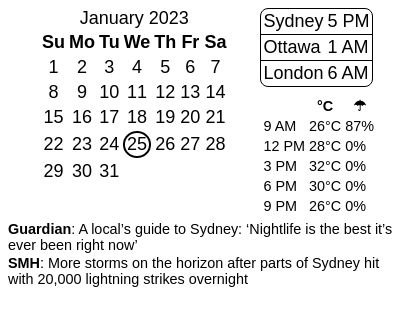 January 2023
Su Mo Tu We Th Fr Sa
1 2 3 4 5 6 7
8 9 10 11 12 13 14
15 16 17 18 19 20 21
22 23 24 25 26 27 28
29 30 31
Sydney 5 PM
Ottawa 1 AM
London 6 AM
°C ☂
9 AM 26°C 87%
12 PM 28°C 0%
3 PM 32°C 0%
6 PM 30°C 0%
9 PM 26°C 0%
Guardian: A local’s guide to Sydney: ‘Nightlife is the best it’s
ever been right now’
SMH: More storms on the horizon after parts of Sydney hit
with 20,000 lightning strikes overnight